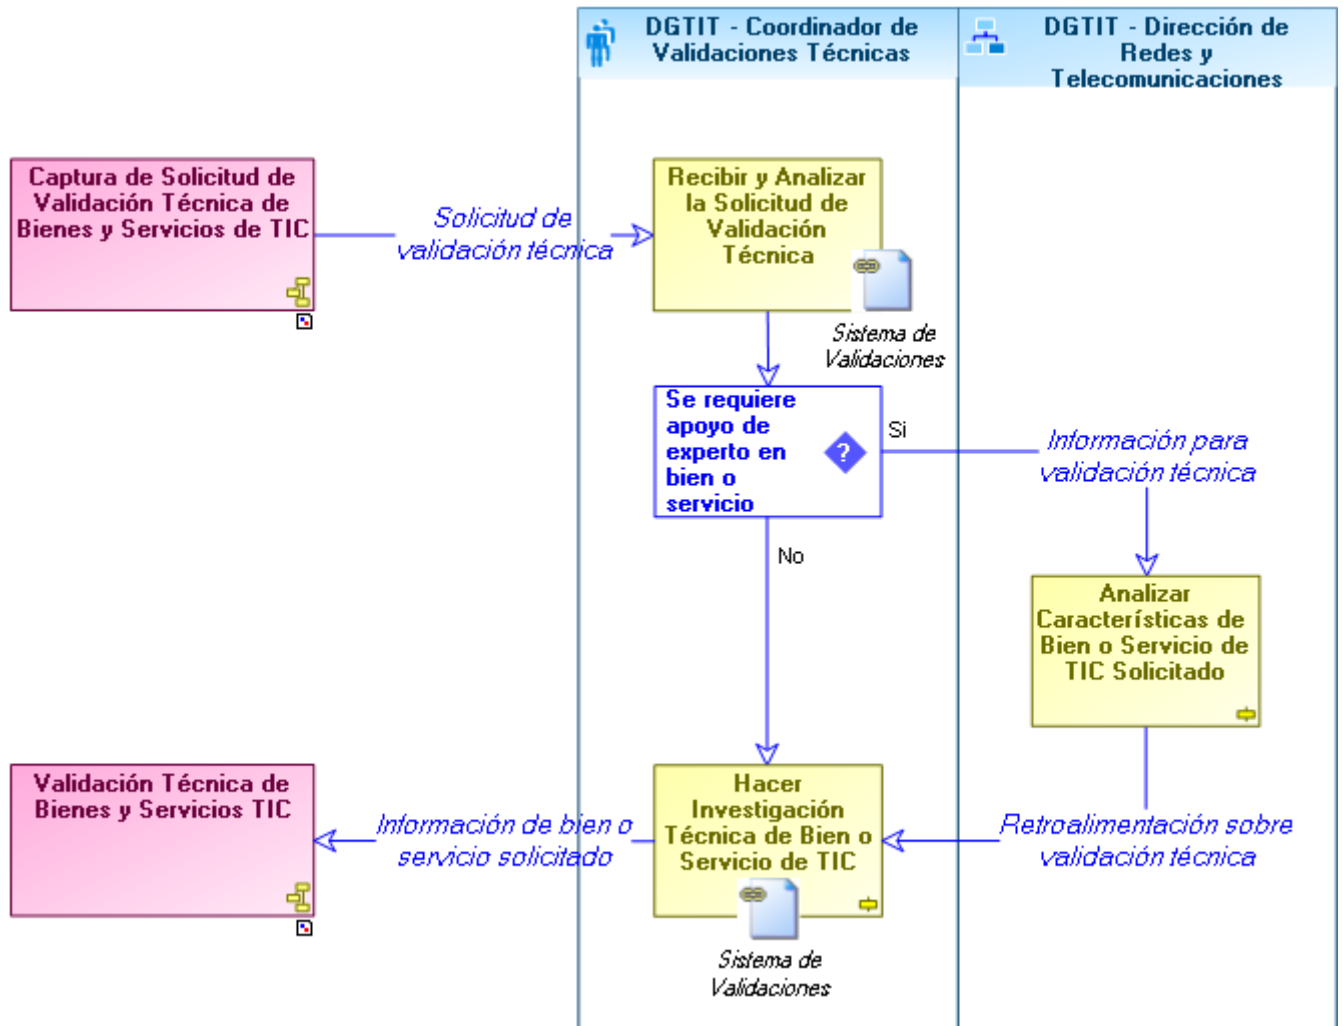 DGTIT - Coordinador de
Validaciones Técnicas
DGTIT - Dirección de
Redes y
Telecomunicaciones
Captura de Solicitud de
Validación Técnica de
Bienes y Servicios de TIC
Solicitud de
validación técnica
Recibir y Analizar
la Solicitud de
Validación
Técnica
Sistema de
Validaciones
Se requiere
apoyo de
experto en
bien o
servicio
?
Si
Información para
validación técnica
No
Analizar
Características de
Bien o Servicio de
TIC Solicitado
Validación Técnica de
Bienes y Servicios TIC
Información de bien o
servicio solicitado
Hacer
Investigación
Técnica de Bien o
Servicio de TIC
Retroalimentación sobre
validación técnica
Sistema de
Validaciones